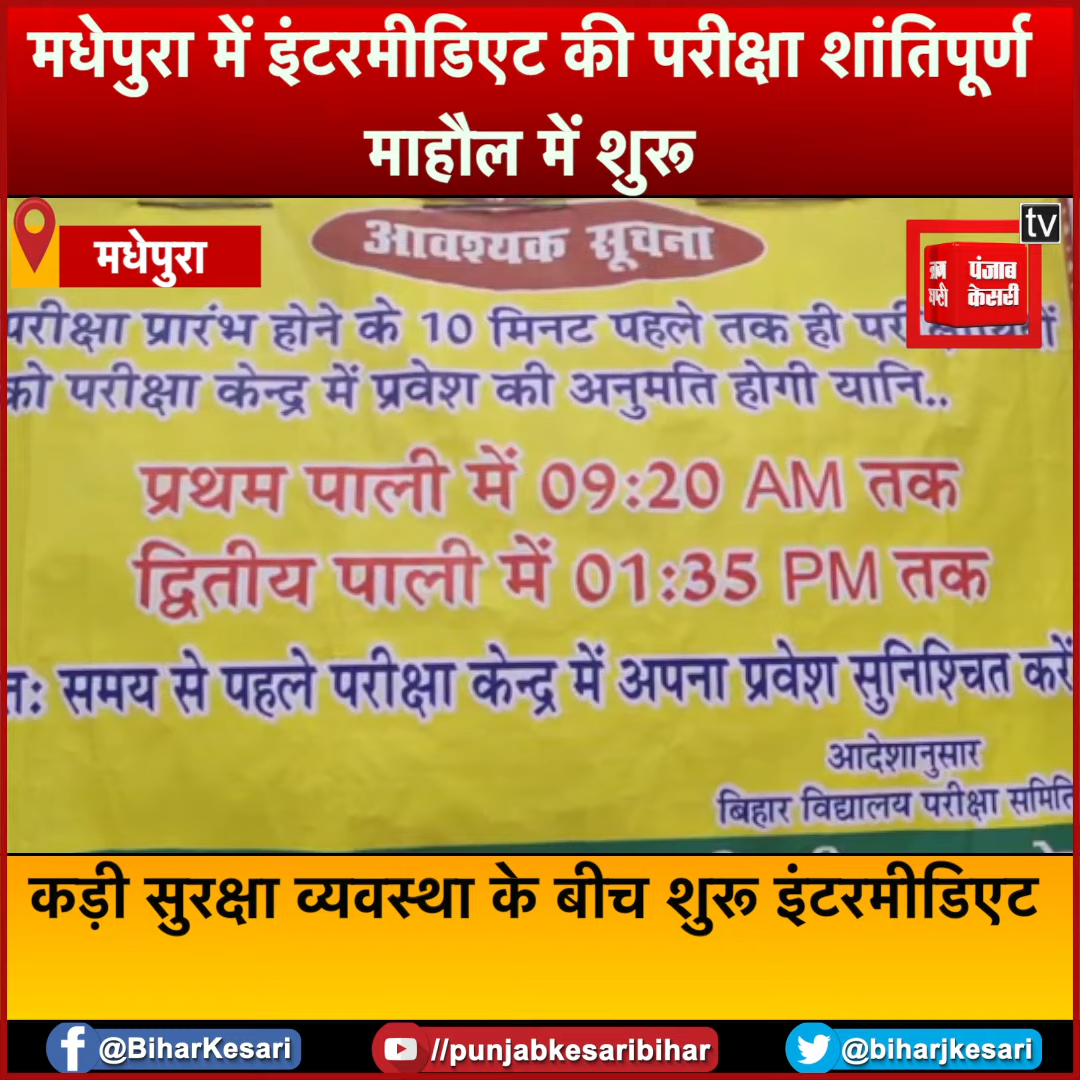 मधेपुरा में इंटरमीडिएट की परीक्षा शांतिपूर्ण
माहौल में शुरू
मधेपुरा
tv
पंजाब
केसरी
आवश्यक सूचना
परीक्षा प्रारंभ होने के 10 मिनट पहले तक ही
को परीक्षा केन्द्र में प्रवेश की अनुमति होगी यानि..
प्रथम पाली में 09:20 AM तक
द्वितीय पाली में 01:35 PM तक
समय से पहले परीक्षा केन्द्र में अपना प्रवेश सुनिश्चित करें
आदेशानुसार
बिहार विद्यालय परीक्षा समिति
कड़ी सुरक्षा व्यवस्था के बीच शुरू इंटरमीडिएट
@BiharKesari
//punjabkesaribihar
@biharjkesari